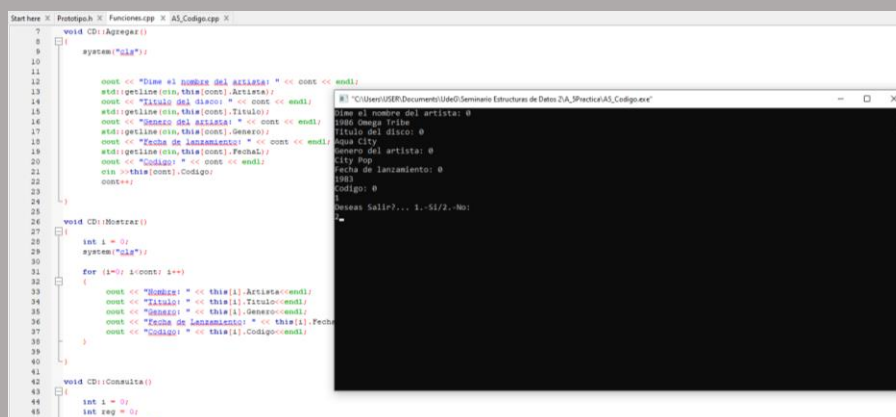 Start here X Prototipo.h X Funciones.cpp X A5_Codigo.cpp X
7 void CD::Agregar()
8 {
9 system("cls");
10
11
12 cout << "Dime el nombre del artista: " << cont << endl;
13 std::getline(cin,this[cont].Artista);
14 cout << "Titulo del disco: " << cont << endl;
15 std::getline(cin,this[cont].Titulo);
16 cout << "Genero del artista: " << cont << endl;
17 std::getline(cin,this[cont].Genero);
18 cout << "Fecha de lanzamiento: " << cont << endl;
19 std::getline(cin,this[cont].FechaL);
20 cout << "Codigo: " << cont << endl;
21 cin >>this[cont].Codigo;
22 cont++;
23
24 }
25
26 void CD::Mostrar()
27 {
28 int i = 0;
29 system("cls");
30
31 for (i=0; i<cont; i++)
32 {
33 cout << "Nombre: " << this[i].Artista<<endl;
34 cout << "Titulo: " << this[i].Titulo<<endl;
35 cout << "Genero: " << this[i].Genero<<endl;
36 cout << "Fecha de Lanzamiento: " << this[i].Fecha
37 cout << "Codigo: " << this[i].Codigo<<endl;
38 }
39
40 }
41
42 void CD::Consulta()
43 {
44 int i = 0;
45 int reg = 0;
"C:\Users\USER\Documents\UdeG\Seminario Estructuras de Datos 2\A_5Practica\A5_Codigo.exe"
Dime el nombre del artista: 0
1986 Omega Tribe
Titulo del disco: 0
Aqua City
Genero del artista: 0
City Pop
Fecha de lanzamiento: 0
1983
Codigo: 0
1
Deseas Salir?... 1.-Si/2.-No:
2